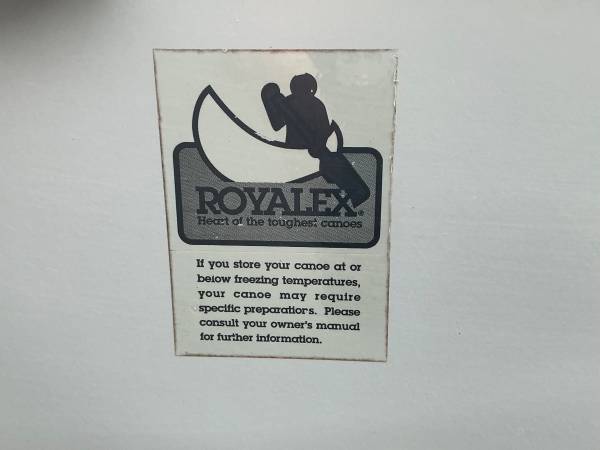 ROYALEX®
Heart of the toughest canoes
If you store your canoe at or
below freezing temperatures,
your canoe may require
specific preparations. Please
consult your owner's manual
for further information.